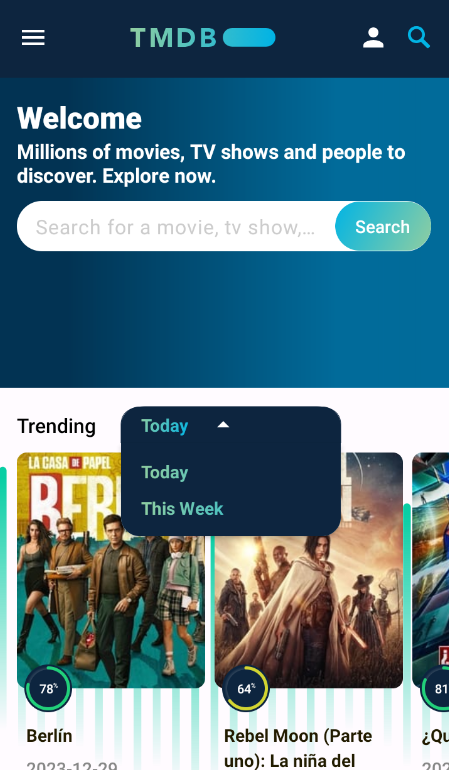 TMDB
Welcome
Millions of movies, TV shows and people to
discover. Explore now.
Search for a movie, tv show,...
Search
Trending
Today
Today
This Week
LA CASA DE PAPEL
BERL
78%
64%
81
Berlín
Rebel Moon (Parte
¿Qu
2023-12-29
uno): La niña del
202